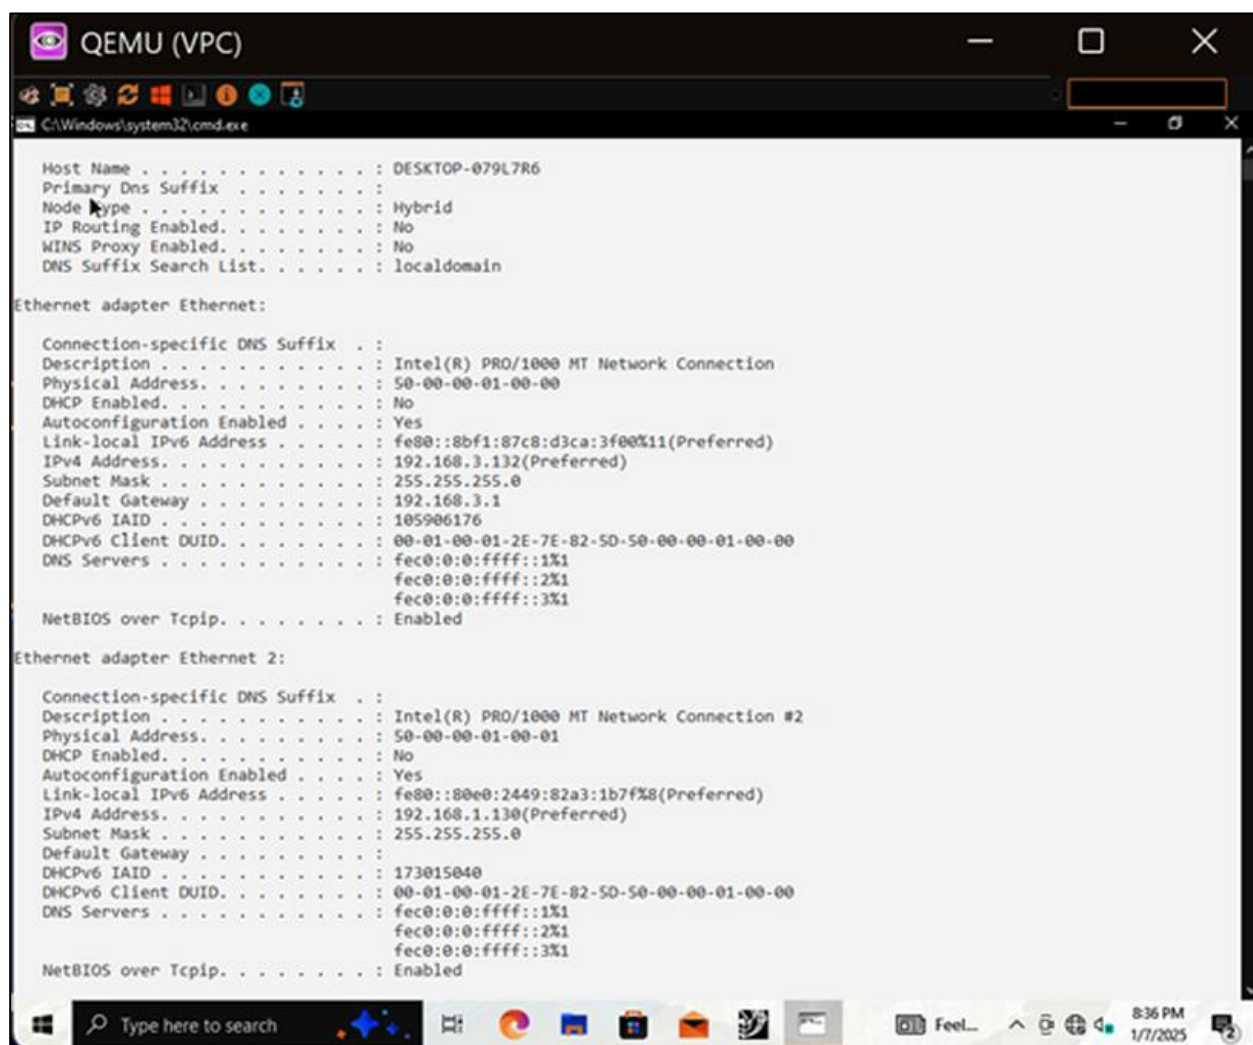 QEMU (VPC)
C:\Windows\system32\cmd.exe
Host Name . . . . . . . . . . . . : DESKTOP-079L7R6
Primary Dns Suffix  . . . . . . . :
Node Type . . . . . . . . . . . . : Hybrid
IP Routing Enabled. . . . . . . . : No
WINS Proxy Enabled. . . . . . . . : No
DNS Suffix Search List. . . . . . : localdomain
Ethernet adapter Ethernet:
Connection-specific DNS Suffix  . :
Description . . . . . . . . . . . : Intel(R) PRO/1000 MT Network Connection
Physical Address. . . . . . . . . : 50-00-00-01-00-00
DHCP Enabled. . . . . . . . . . . : No
Autoconfiguration Enabled . . . . : Yes
Link-local IPv6 Address . . . . . : fe80::8bf1:87c8:d3ca:3f00%11(Preferred)
IPv4 Address. . . . . . . . . . . : 192.168.3.132(Preferred)
Subnet Mask . . . . . . . . . . . : 255.255.255.0
Default Gateway . . . . . . . . . : 192.168.3.1
DHCPv6 IAID . . . . . . . . . . . : 105906176
DHCPv6 Client DUID. . . . . . . . : 00-01-00-01-2E-7E-82-5D-50-00-00-01-00-00
DNS Servers . . . . . . . . . . . : fec0:0:0:ffff::1%1
fec0:0:0:ffff::2%1
fec0:0:0:ffff::3%1
NetBIOS over Tcpip. . . . . . . . : Enabled
Ethernet adapter Ethernet 2:
Connection-specific DNS Suffix  . :
Description . . . . . . . . . . . : Intel(R) PRO/1000 MT Network Connection #2
Physical Address. . . . . . . . . : 50-00-00-01-00-01
DHCP Enabled. . . . . . . . . . . : No
Autoconfiguration Enabled . . . . : Yes
Link-local IPv6 Address . . . . . : fe80::80e0:2449:82a3:1b7f%8(Preferred)
IPv4 Address. . . . . . . . . . . : 192.168.1.130(Preferred)
Subnet Mask . . . . . . . . . . . : 255.255.255.0
Default Gateway . . . . . . . . . :
DHCPv6 IAID . . . . . . . . . . . : 173015040
DHCPv6 Client DUID. . . . . . . . : 00-01-00-01-2E-7E-82-5D-50-00-00-01-00-00
DNS Servers . . . . . . . . . . . : fec0:0:0:ffff::1%1
fec0:0:0:ffff::2%1
fec0:0:0:ffff::3%1
NetBIOS over Tcpip. . . . . . . . : Enabled
Type here to search
Feel...
8:36 PM
1/7/2025
2